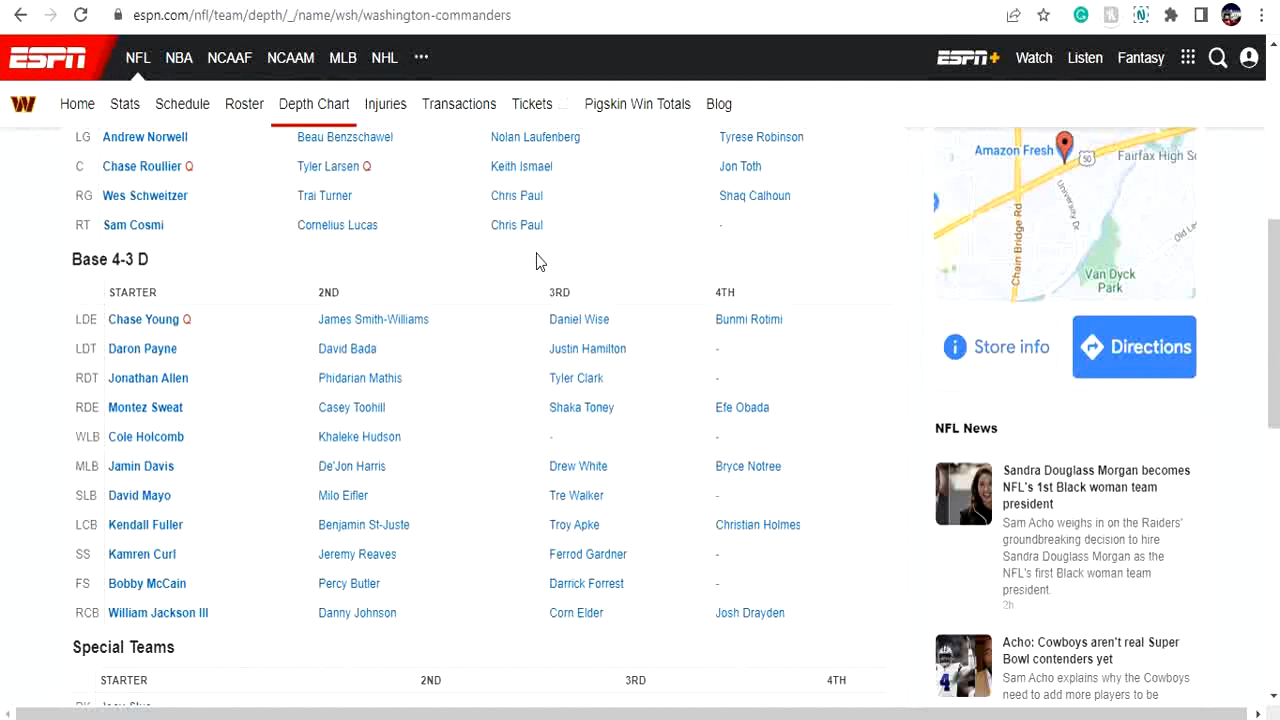 espn.com/nfl/team/depth/_/name/wsh/washington-commanders
ESPN NFL NBA NCAAF NCAAM MLB NHL ••• ESPN+ Watch Listen Fantasy
W Home Stats Schedule Roster Depth Chart Injuries Transactions Tickets Pigskin Win Totals Blog
LG Andrew Norwell Beau Benzschawel Nolan Laufenberg Tyrese Robinson
C Chase Roullier Q Tyler Larsen Q Keith Ismael Jon Toth
RG Wes Schweitzer Trai Turner Chris Paul Shaq Calhoun
RT Sam Cosmi Cornelius Lucas Chris Paul -
Base 4-3 D
STARTER 2ND 3RD 4TH
LDE Chase Young Q James Smith-Williams Daniel Wise Bunmi Rotimi
LDT Daron Payne David Bada Justin Hamilton -
RDT Jonathan Allen Phidarian Mathis Tyler Clark -
RDE Montez Sweat Casey Toohill Shaka Toney Efe Obada
WLB Cole Holcomb Khaleke Hudson - -
MLB Jamin Davis De'Jon Harris Drew White Bryce Notree
SLB David Mayo Milo Eifler Tre Walker -
LCB Kendall Fuller Benjamin St-Juste Troy Apke Christian Holmes
SS Kamren Curl Jeremy Reaves Ferrod Gardner -
FS Bobby McCain Percy Butler Darrick Forrest -
RCB William Jackson III Danny Johnson Corn Elder Josh Drayden
Special Teams
STARTER 2ND 3RD 4TH
Amazon Fresh
50
Fairfax High Sc
University Dr
Chain Bridge Rd
Old
Van Dyck
Park
Store info
Directions
NFL News
Sandra Douglass Morgan becomes
NFL's 1st Black woman team
president
Sam Acho weighs in on the Raiders'
groundbreaking decision to hire
Sandra Douglass Morgan as the
NFL's first Black woman team
president.
2h
Acho: Cowboys aren't real Super
Bowl contenders yet
Sam Acho explains why the Cowboys
need to add more players to be